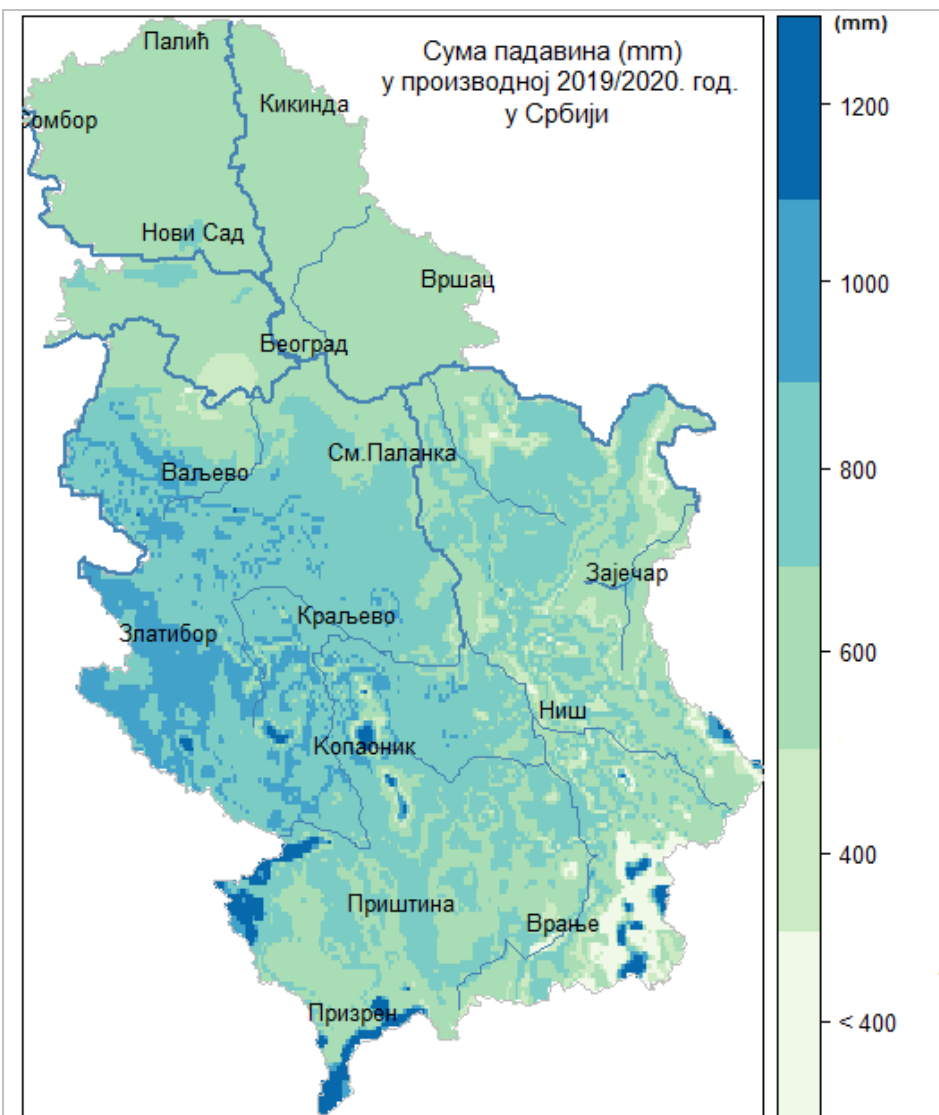 (mm)
Сума падавина (mm)
у производној 2019/2020. год.
у Србији
Палић
Кикинда
Сомбор
Нови Сад
Вршац
Београд
Ваљево
См.Паланка
Зајечар
Златибор
Краљево
Ниш
Копаоник
Приштина
Врање
Призрен
1200
1000
800
600
400
< 400